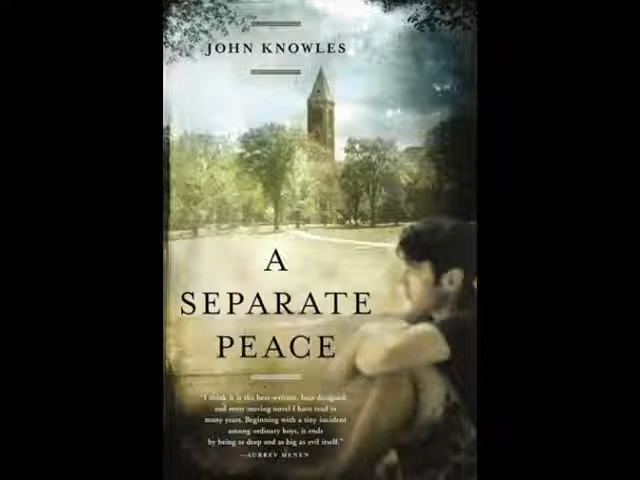 JOHN KNOWLES
A
SEPARATE
PEACE
"I think it is the best-written, best-designed
and most moving novel I have read in
many years. Beginning with a tiny incident
among ordinary boys, it ends
by being as deep and as big as evil itself."
—AUBREY MENEN